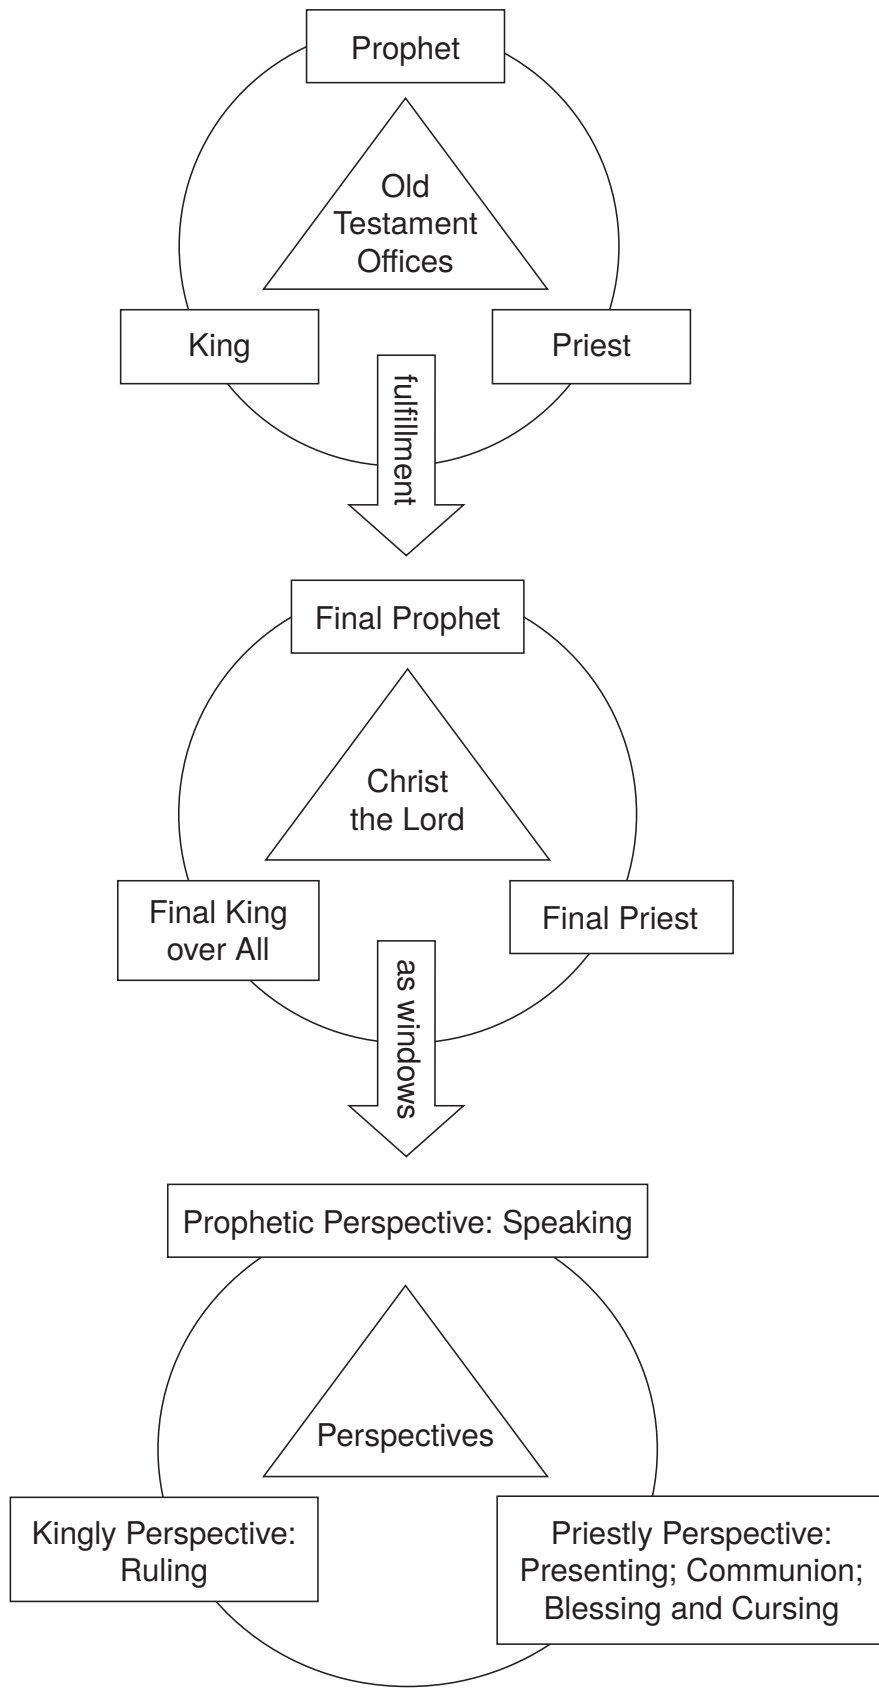 Prophet
Old
Testament
Offices
King
Priest
fulfillment
Final Prophet
Christ
the Lord
Final King
over All
Final Priest
as windows
Prophetic Perspective: Speaking
Perspectives
Kingly Perspective:
Ruling
Priestly Perspective:
Presenting; Communion;
Blessing and Cursing